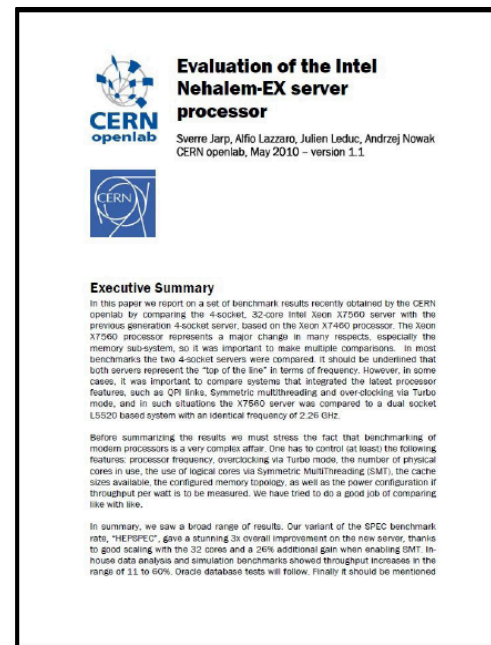 CERN
openlab
Evaluation of the Intel
Nehalem-EX server
processor
Sverre Jarp, Alfio Lazzaro, Julien Leduc, Andrzej Nowak
CERN openlab, May 2010 – version 1.1
CERN
Executive Summary
In this paper we report on a set of benchmark results recently obtained by the CERN
openlab by comparing the 4-socket, 32-core Intel Xeon X7560 server with the
previous generation 4-socket server, based on the Xeon X7460 processor. The Xeon
X7560 processor represents a major change in many respects, especially the
memory sub-system, so it was important to make multiple comparisons. In most
benchmarks the two 4-socket servers were compared. It should be underlined that
both servers represent the "top of the line" in terms of frequency. However, in some
cases, it was important to compare systems that integrated the latest processor
features, such as QPI links, Symmetric multithreading and over-clocking via Turbo
mode, and in such situations the X7560 server was compared to a dual socket
L5520 based system with an identical frequency of 2.26 GHz.
Before summarizing the results we must stress the fact that benchmarking of
modern processors is a very complex affair. One has to control (at least) the following
features: processor frequency, overclocking via Turbo mode, the number of physical
cores in use, the use of logical cores via Symmetric MultiThreading (SMT), the cache
sizes available, the configured memory topology, as well as the power configuration if
throughput per watt is to be measured. We have tried to do a good job of comparing
like with like.
In summary, we saw a broad range of results. Our variant of the SPEC benchmark
rate, "HEPSPEC", gave a stunning 3x overall improvement on the new server, thanks
to good scaling with the 32 cores and a 26% additional gain when enabling SMT. In-
house data analysis and simulation benchmarks showed throughput increases in the
range of 11 to 60%. Oracle database tests will follow. Finally it should be mentioned